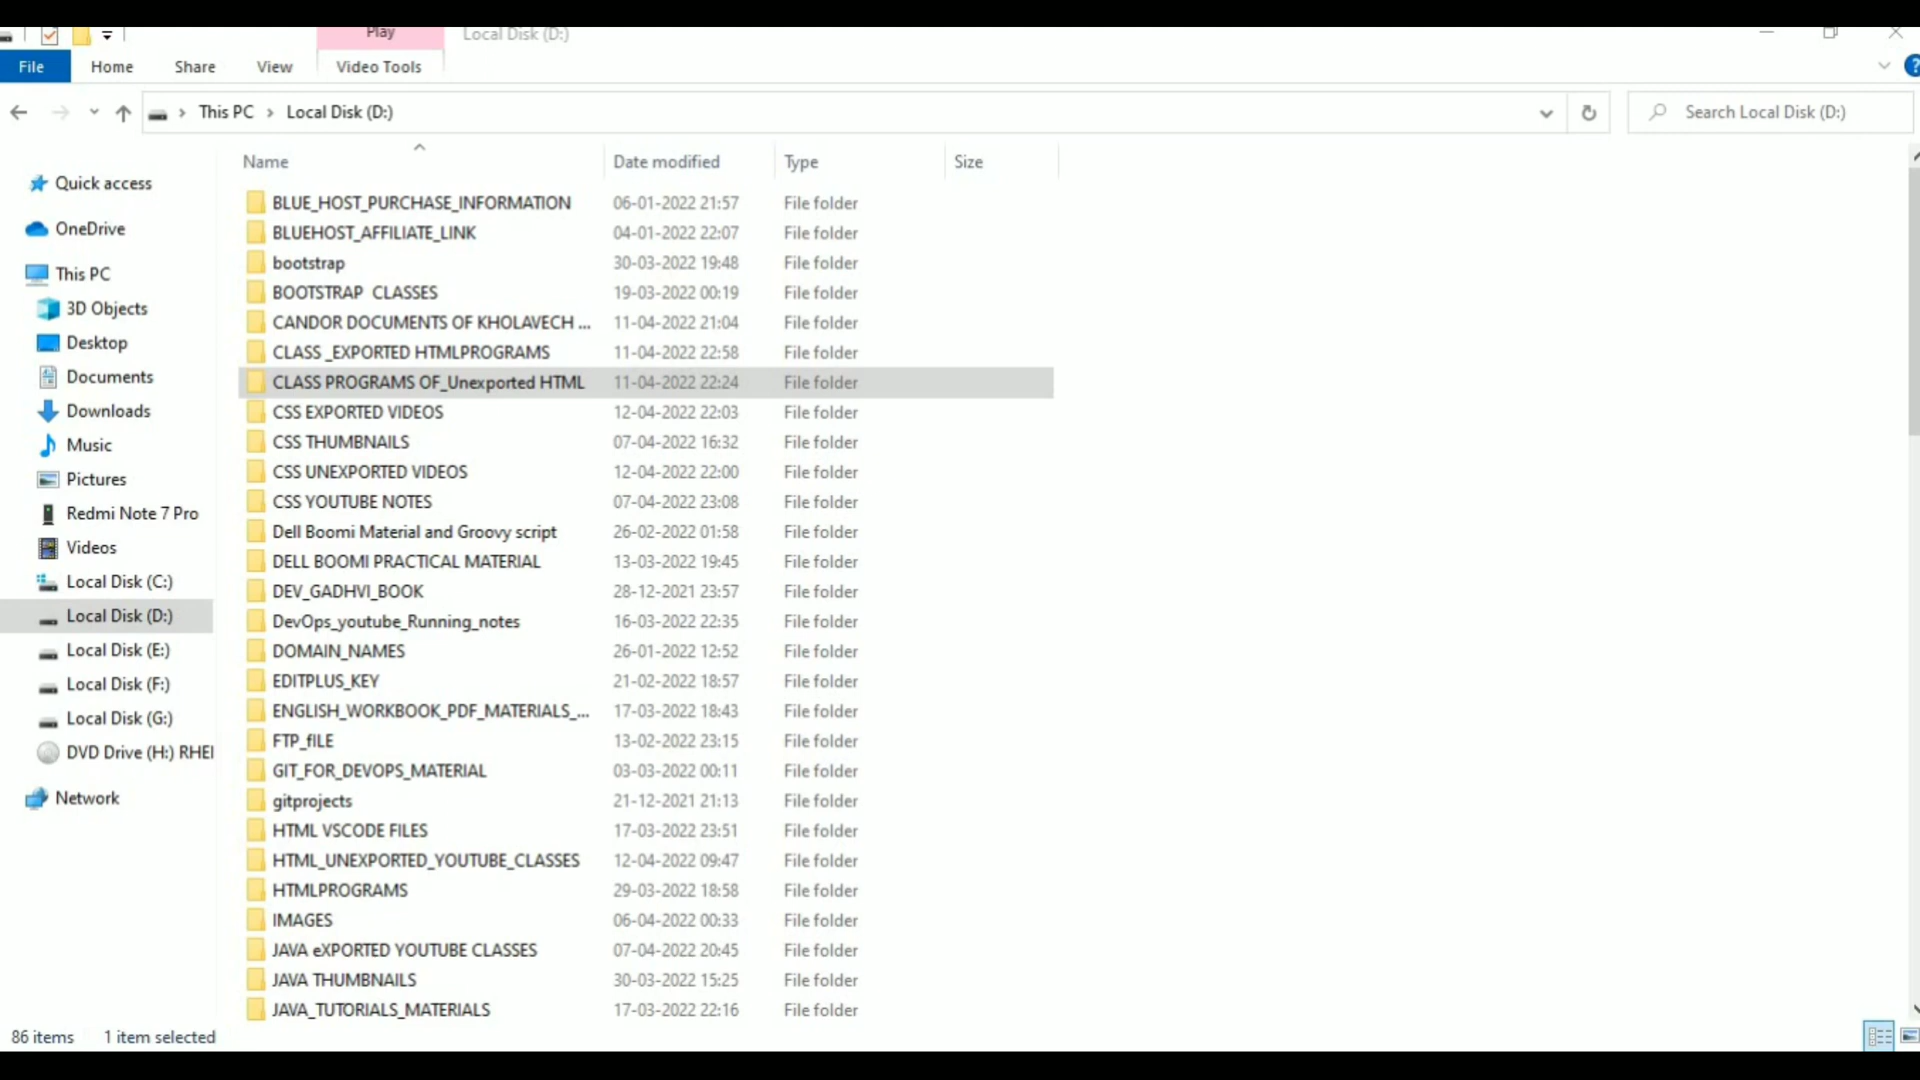 Play Local Disk (D:)
File Home Share View Video Tools ?
This PC > Local Disk (D:) Search Local Disk (D:)
Name Date modified Type Size
Quick access
OneDrive
This PC
3D Objects
Desktop
Documents
Downloads
Music
Pictures
Redmi Note 7 Pro
Videos
Local Disk (C:)
Local Disk (D:)
Local Disk (E:)
Local Disk (F:)
Local Disk (G:)
DVD Drive (H:) RHEI
Network
BLUE_HOST_PURCHASE_INFORMATION 06-01-2022 21:57 File folder
BLUEHOST_AFFILIATE_LINK 04-01-2022 22:07 File folder
bootstrap 30-03-2022 19:48 File folder
BOOTSTRAP CLASSES 19-03-2022 00:19 File folder
CANDOR DOCUMENTS OF KHOLAVECH ... 11-04-2022 21:04 File folder
CLASS _EXPORTED HTMLPROGRAMS 11-04-2022 22:58 File folder
CLASS PROGRAMS OF_Unexported HTML 11-04-2022 22:24 File folder
CSS EXPORTED VIDEOS 12-04-2022 22:03 File folder
CSS THUMBNAILS 07-04-2022 16:32 File folder
CSS UNEXPORTED VIDEOS 12-04-2022 22:00 File folder
CSS YOUTUBE NOTES 07-04-2022 23:08 File folder
Dell Boomi Material and Groovy script 26-02-2022 01:58 File folder
DELL BOOMI PRACTICAL MATERIAL 13-03-2022 19:45 File folder
DEV_GADHVI_BOOK 28-12-2021 23:57 File folder
DevOps_youtube_Running_notes 16-03-2022 22:35 File folder
DOMAIN_NAMES 26-01-2022 12:52 File folder
EDITPLUS_KEY 21-02-2022 18:57 File folder
ENGLISH_WORKBOOK_PDF_MATERIALS_... 17-03-2022 18:43 File folder
FTP_fILE 13-02-2022 23:15 File folder
GIT_FOR_DEVOPS_MATERIAL 03-03-2022 00:11 File folder
gitprojects 21-12-2021 21:13 File folder
HTML VSCODE FILES 17-03-2022 23:51 File folder
HTML_UNEXPORTED_YOUTUBE_CLASSES 12-04-2022 09:47 File folder
HTMLPROGRAMS 29-03-2022 18:58 File folder
IMAGES 06-04-2022 00:33 File folder
JAVA eXPORTED YOUTUBE CLASSES 07-04-2022 20:45 File folder
JAVA THUMBNAILS 30-03-2022 15:25 File folder
JAVA_TUTORIALS_MATERIALS 17-03-2022 22:16 File folder
86 items 1 item selected